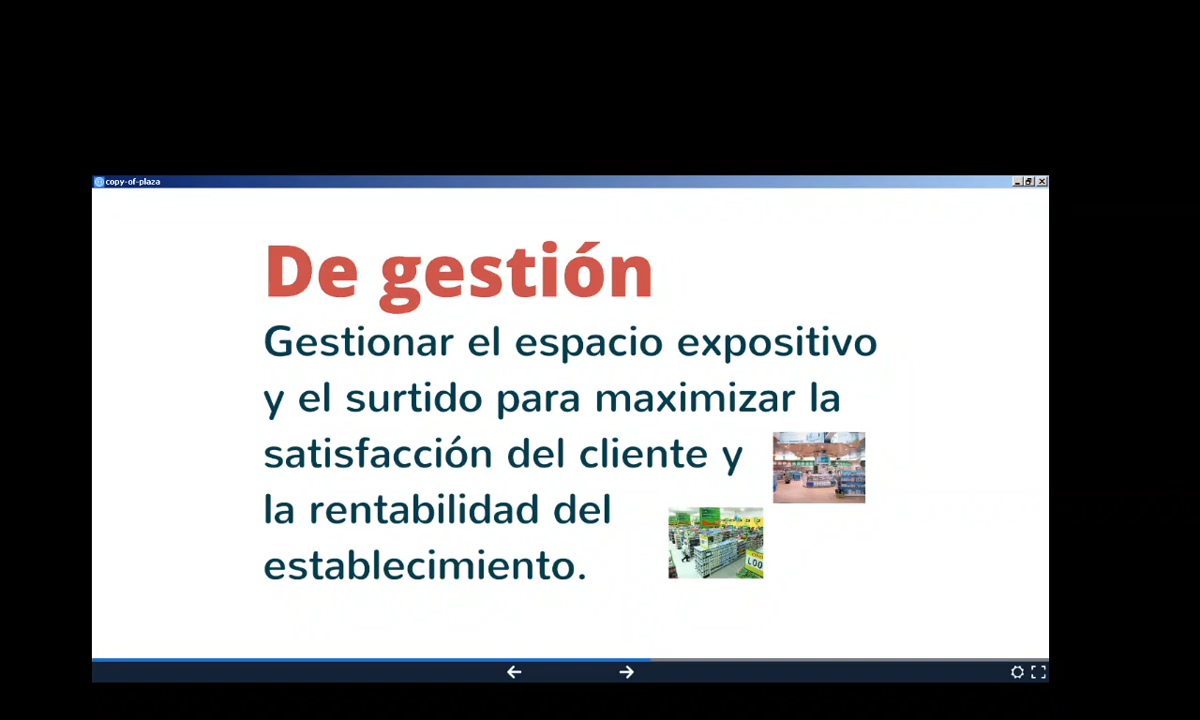 copy-of-plaza
De gestión
Gestionar el espacio expositivo
y el surtido para maximizar la
satisfacción del cliente y
la rentabilidad del
establecimiento.